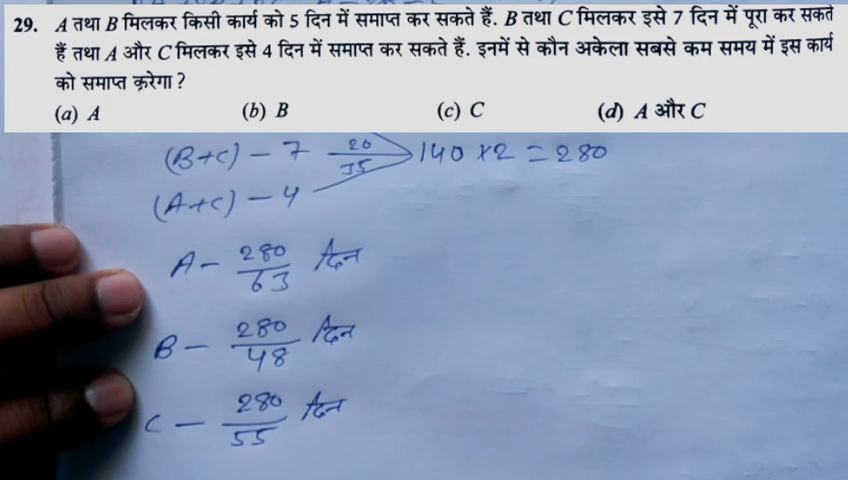 29. A तथा B मिलकर किसी कार्य को 5 दिन में समाप्त कर सकते हैं. B तथा C मिलकर इसे 7 दिन में पूरा कर सकते
हैं तथा A और C मिलकर इसे 4 दिन में समाप्त कर सकते हैं. इनमें से कौन अकेला सबसे कम समय में इस कार्य
को समाप्त करेगा ?
(a) A (b) B (c) C (d) A और C
(B+C) - 7 20/35 140 × 2 = 280
(A+C) - 4
A - 280/63 दिन
B - 280/48 दिन
C - 280/55 दिन